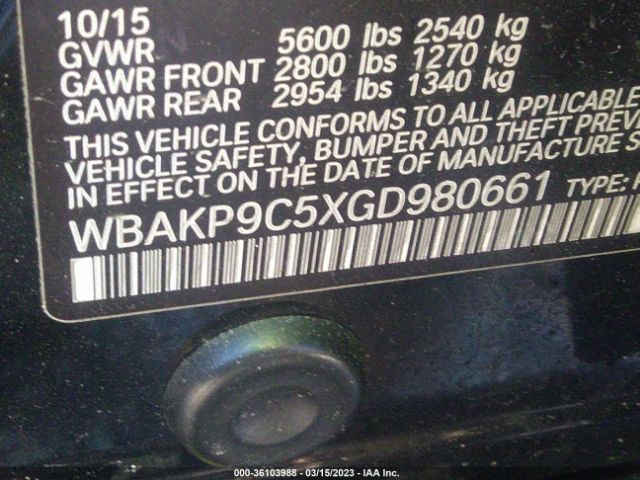 10/15
GVWR 5600 lbs 2540 kg
GAWR FRONT 2800 lbs 1270 kg
GAWR REAR 2954 lbs 1340 kg
THIS VEHICLE CONFORMS TO ALL APPLICABLE
VEHICLE SAFETY, BUMPER AND THEFT PREV
IN EFFECT ON THE DATE OF MANUFACTURE S
WBAKP9C5XGD980661 TYPE:
000-36103988 - 03/15/2023 - IAA Inc.